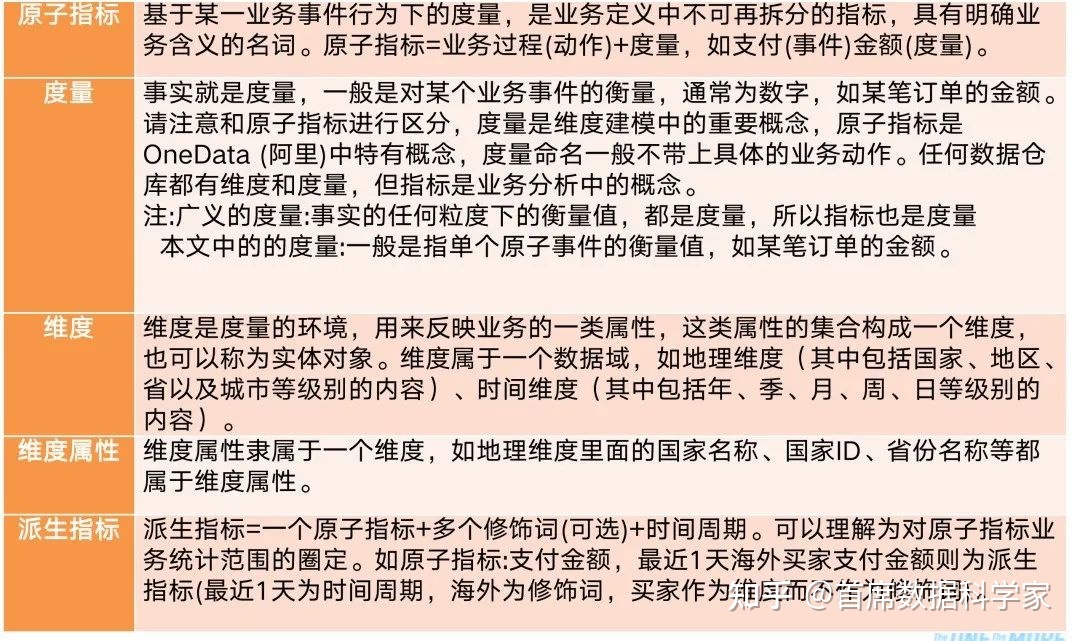 原子指标
基于某一业务事件行为下的度量，是业务定义中不可再拆分的指标，具有明确业
务含义的名词。原子指标=业务过程(动作)+度量，如支付(事件)金额(度量)。
度量
事实就是度量，一般是对某个业务事件的衡量，通常为数字，如某笔订单的金额。
请注意和原子指标进行区分，度量是维度建模中的重要概念，原子指标是
OneData (阿里)中特有概念，度量命名一般不带上具体的业务动作。任何数据仓
库都有维度和度量，但指标是业务分析中的概念。
注:广义的度量:事实的任何粒度下的衡量值，都是度量，所以指标也是度量
本文中的的度量:一般是指单个原子事件的衡量值，如某笔订单的金额。
维度
维度是度量的环境，用来反映业务的一类属性，这类属性的集合构成一个维度，
也可以称为实体对象。维度属于一个数据域，如地理维度（其中包括国家、地区、
省以及城市等级别的内容）、时间维度（其中包括年、季、月、周、日等级别的
内容）。
维度属性
维度属性隶属于一个维度，如地理维度里面的国家名称、国家ID、省份名称等都
属于维度属性。
派生指标
派生指标=一个原子指标+多个修饰词(可选)+时间周期。可以理解为对原子指标业
务统计范围的圈定。如原子指标:支付金额，最近1天海外买家支付金额则为派生
指标(最近1天为时间周期，海外为修饰词，买家作为维度而
知乎 @首席数据科学家